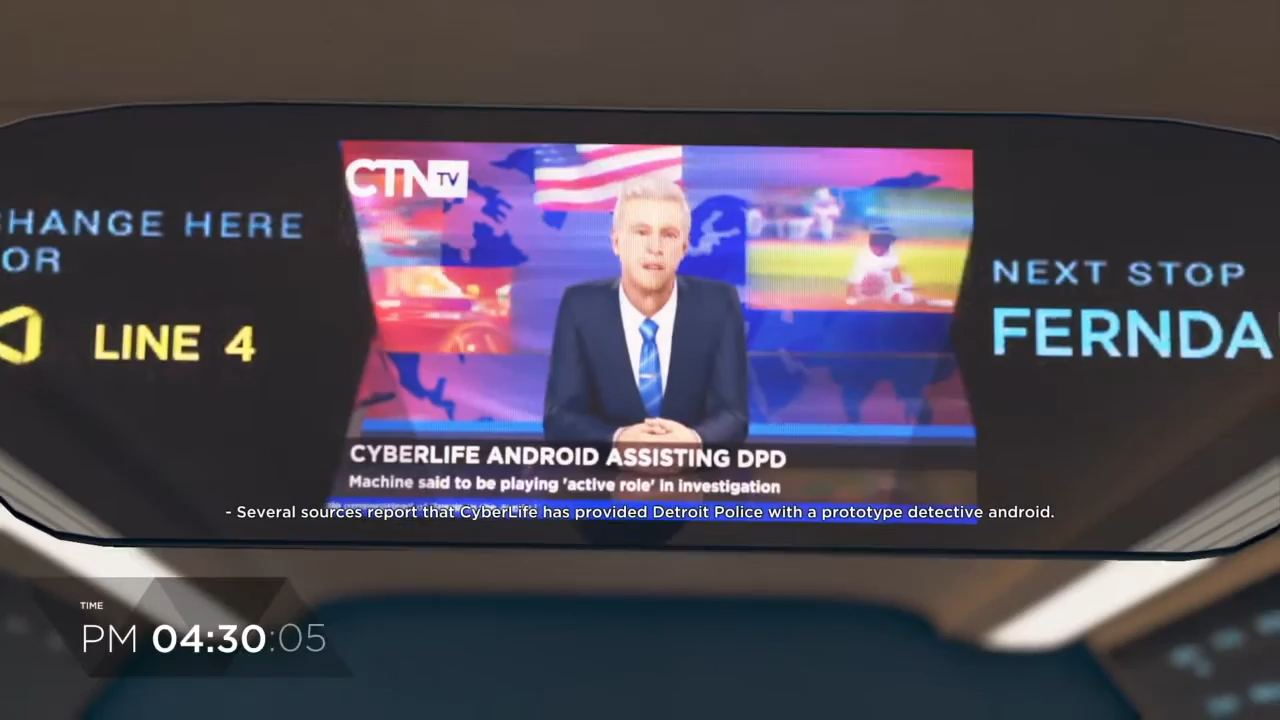 CTN TV
HANGE HERE
OR
LINE 4
NEXT STOP
FERNDA
CYBERLIFE ANDROID ASSISTING DPD
Machine said to be playing 'active role' in investigation
- Several sources report that CyberLife has provided Detroit Police with a prototype detective android.
TIME
PM 04:30:05